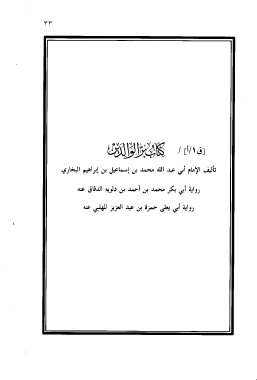 ٣٣
[ق/١/أ] / كتاب بر الوالدين
تأليف الإمام أبي عبد الله محمد بن إسماعيل بن إبراهيم البخاري
رواية أبي بكر محمد بن أحمد بن دلويه الدقاق عنه
رواية أبي يعلى حمزة بن عبد العزيز المهلبي عنه